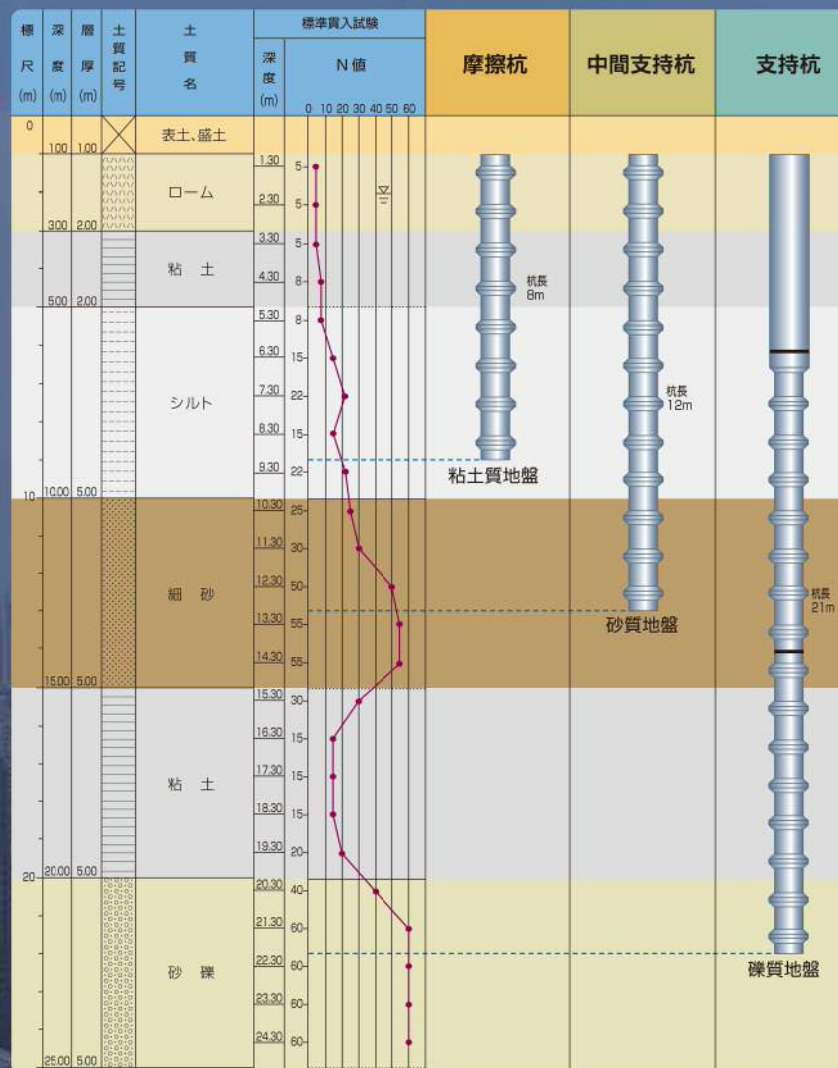 標尺(m)
深度(m)
層厚(m)
土質記号
土質名
標準貫入試験
深度(m)
N値
0 10 20 30 40 50 60
摩擦杭
中間支持杭
支持杭
0
表土、盛土
1.00 1.00
1.30 5
ローム
2.30 5
3.00 2.00
3.30 5
粘土
4.30 8
杭長
8m
5.00 2.00
5.30 8
6.30 15
シルト
7.30 22
杭長
12m
8.30 15
9.30 22
粘土質地盤
10 10.00 5.00
10.30 25
11.30 30
細砂
12.30 50
杭長
21m
13.30 55
砂質地盤
14.30 55
15.00 5.00
15.30 30
16.30 15
粘土
17.30 15
18.30 15
19.30 20
20 20.00 5.00
20.30 40
21.30 60
砂礫
22.30 60
礫質地盤
23.30 60
24.30 60
25.00 5.00